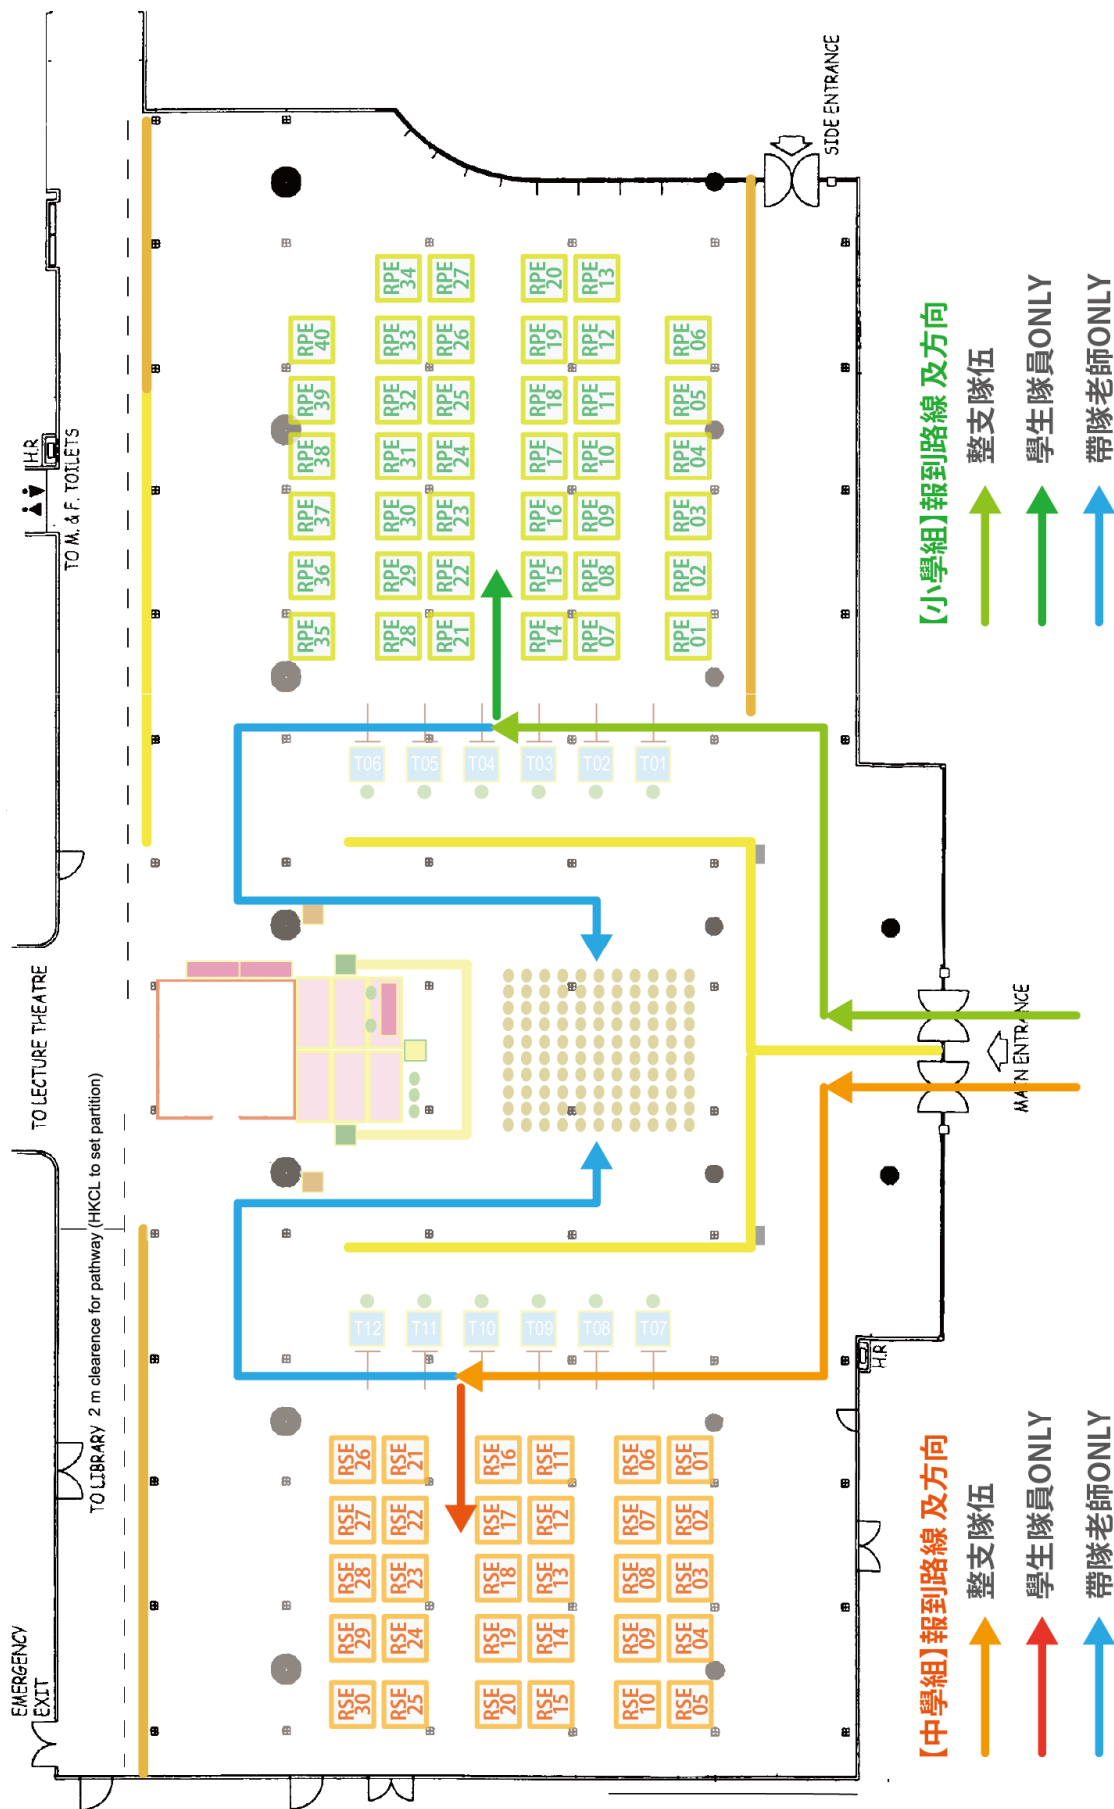 EMERGENCY
EXIT
TO LIBRARY
2 m clearence for pathway (HKCL to set partition)
TO LECTURE THEATRE
TO M. & F. TOILETS
H.R
RSE
30
RSE
29
RSE
28
RSE
27
RSE
26
RSE
25
RSE
24
RSE
23
RSE
22
RSE
21
RSE
20
RSE
19
RSE
18
RSE
17
RSE
16
RSE
15
RSE
14
RSE
13
RSE
12
RSE
11
RSE
10
RSE
09
RSE
08
RSE
07
RSE
06
RSE
05
RSE
04
RSE
03
RSE
02
RSE
01
T12
T11
T10
T09
T08
T07
T06
T05
T04
T03
T02
T01
RPE
35
RPE
36
RPE
37
RPE
38
RPE
39
RPE
40
RPE
28
RPE
29
RPE
30
RPE
31
RPE
32
RPE
33
RPE
34
RPE
21
RPE
22
RPE
23
RPE
24
RPE
25
RPE
26
RPE
27
RPE
14
RPE
15
RPE
16
RPE
17
RPE
18
RPE
19
RPE
20
RPE
07
RPE
08
RPE
09
RPE
10
RPE
11
RPE
12
RPE
13
RPE
01
RPE
02
RPE
03
RPE
04
RPE
05
RPE
06
SIDE ENTRANCE
H.R
MAIN ENTRANCE
【中學組】報到路線 及方向
整支隊伍
學生隊員ONLY
帶隊老師ONLY
【小學組】報到路線 及方向
整支隊伍
學生隊員ONLY
帶隊老師ONLY